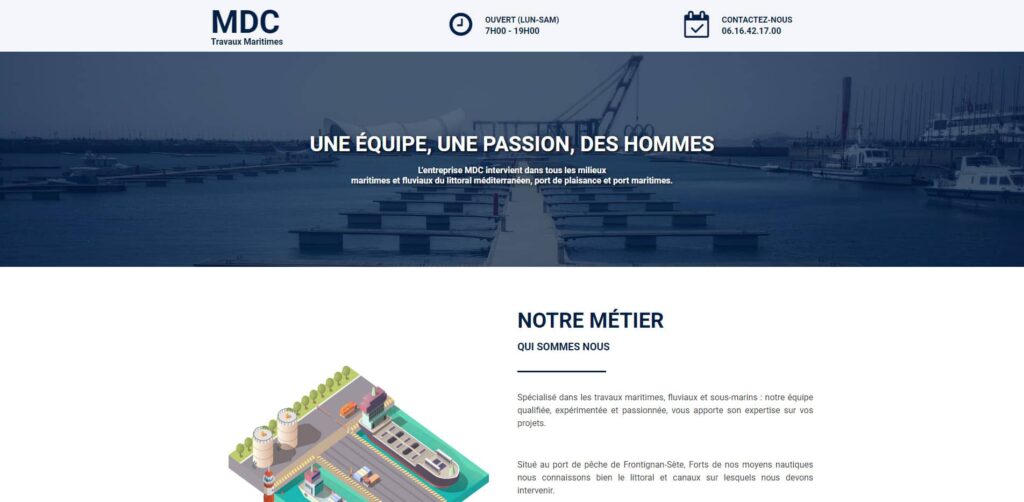 MDC
Travaux Maritimes
OUVERT (LUN-SAM)
7H00 - 19H00
CONTACTEZ-NOUS
06.16.42.17.00
UNE ÉQUIPE, UNE PASSION, DES HOMMES
L'entreprise MDC intervient dans tous les milieux
maritimes et fluviaux du littoral méditerranéen, port de plaisance et port maritimes.
NOTRE MÉTIER
QUI SOMMES NOUS
Spécialisé dans les travaux maritimes, fluviaux et sous-marins : notre équipe
qualifiée, expérimentée et passionnée, vous apporte son expertise sur vos
projets.
Situé au port de pêche de Frontignan-Sète, Forts de nos moyens nautiques
nous connaissons bien le littoral et canaux sur lesquels nous devons
intervenir.